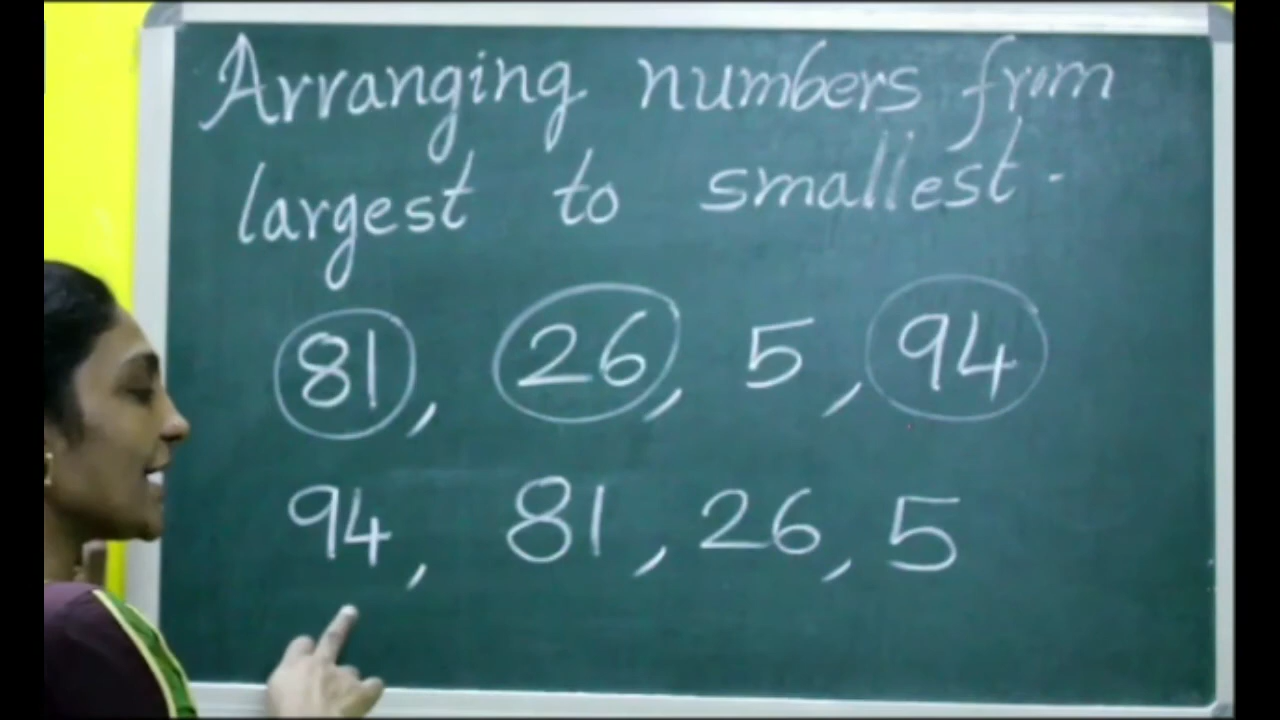 Arranging numbers from
largest to smallest.
81, 26, 5, 94
94, 81, 26, 5